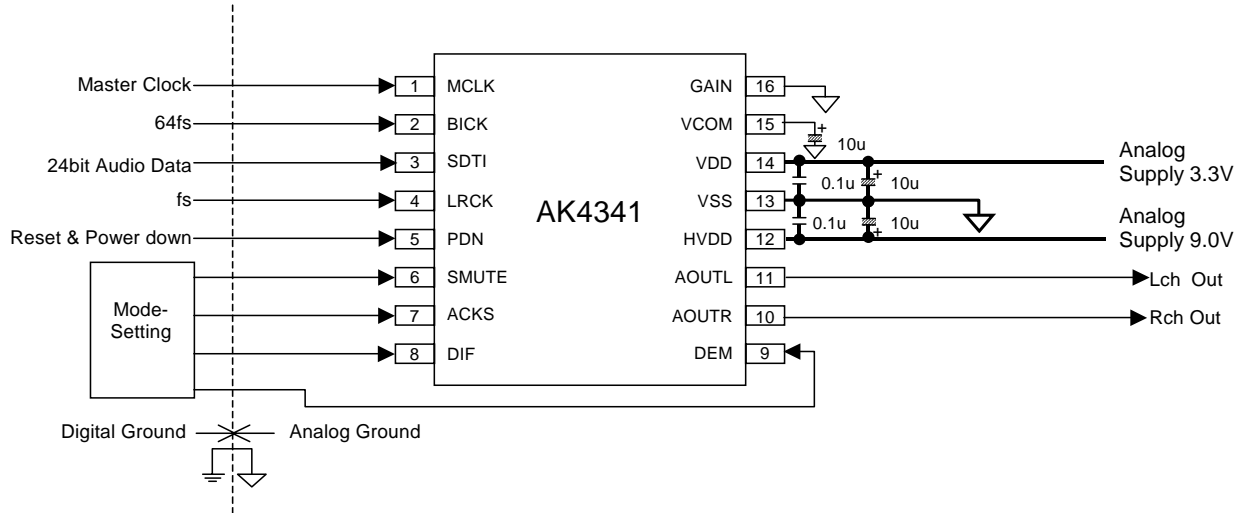 Master Clock 1 MCLK GAIN 16
64fs 2 BICK VCOM 15
+ 10u
24bit Audio Data 3 SDTI VDD 14
Analog
Supply 3.3V
0.1u + 10u
fs 4 LRCK AK4341 VSS 13
Analog
Supply 9.0V
0.1u + 10u
Reset & Power down 5 PDN HVDD 12
6 SMUTE AOUTL 11 Lch Out
Mode-
Setting
7 ACKS AOUTR 10 Rch Out
8 DIF DEM 9
Digital Ground Analog Ground